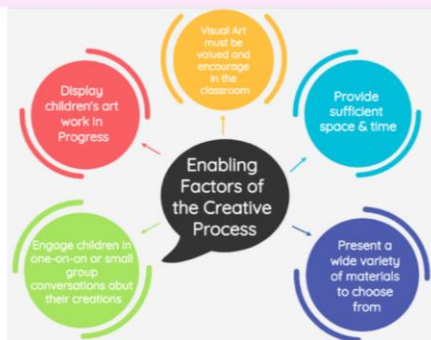 Visual Art
must be
valued and
encourage
in the
classroom
Display
children's art
work in
Progress
Provide
sufficient
space & time
Enabling
Factors of
the Creative
Process
Engage children in
one-on-on or small
group
conversations abut
their creations
Present a
wide variety
of materials
to choose
from